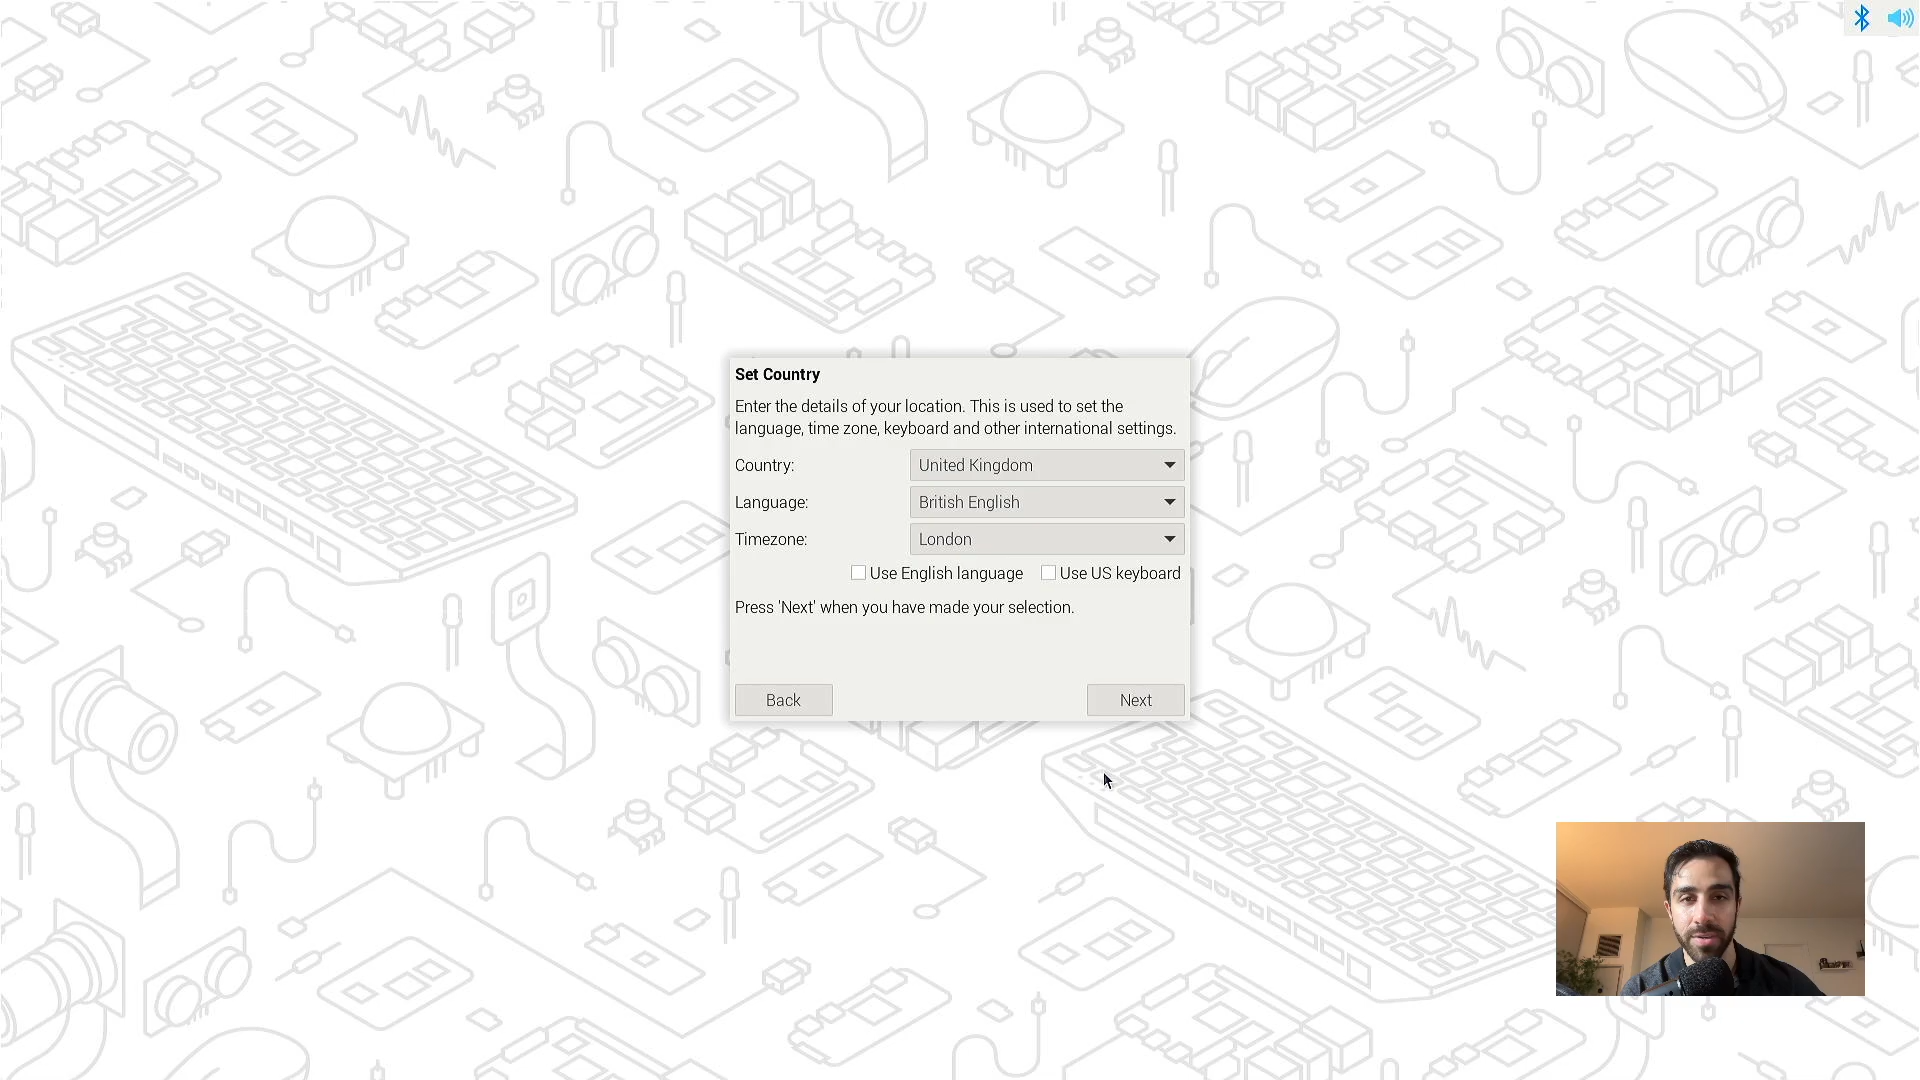 Set Country
Enter the details of your location. This is used to set the
language, time zone, keyboard and other international settings.
Country: United Kingdom
Language: British English
Timezone: London
Use English language Use US keyboard
Press 'Next' when you have made your selection.
Back Next